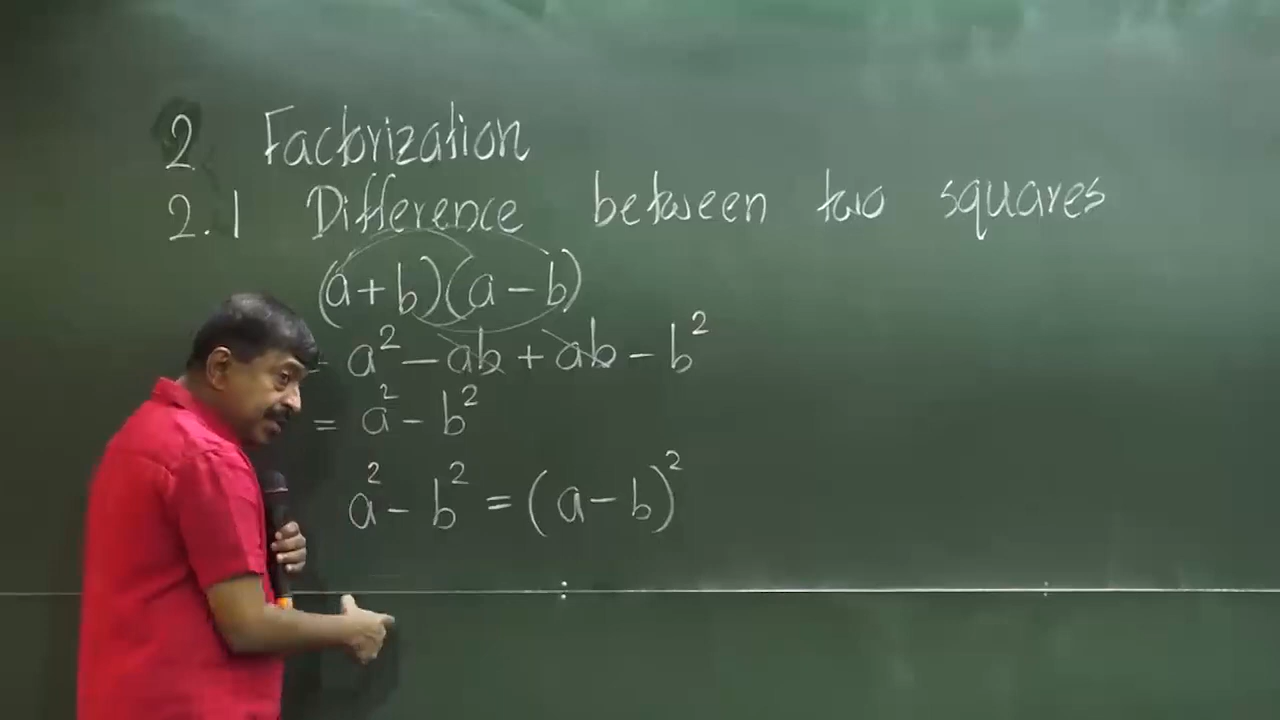 2 Factorization
2.1 Difference between two squares
(a+b)(a-b)
= a² - ab + ab - b²
= a² - b²
a² - b² = (a-b)²